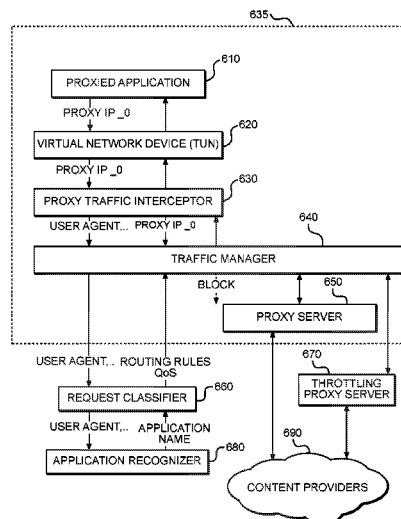 635
610
PROXIED APPLICATION
PROXY IP _0
620
VIRTUAL NETWORK DEVICE (TUN)
PROXY IP _0
630
PROXY TRAFFIC INTERCEPTOR
USER AGENT,.. PROXY IP_0
640
TRAFFIC MANAGER
BLOCK
650
PROXY SERVER
USER AGENT,.. ROUTING RULES
QoS
660
670
REQUEST CLASSIFIER
THROTTLING
PROXY SERVER
USER AGENT,.. APPLICATION
NAME
680
690
APPLICATION RECOGNIZER
CONTENT PROVIDERS